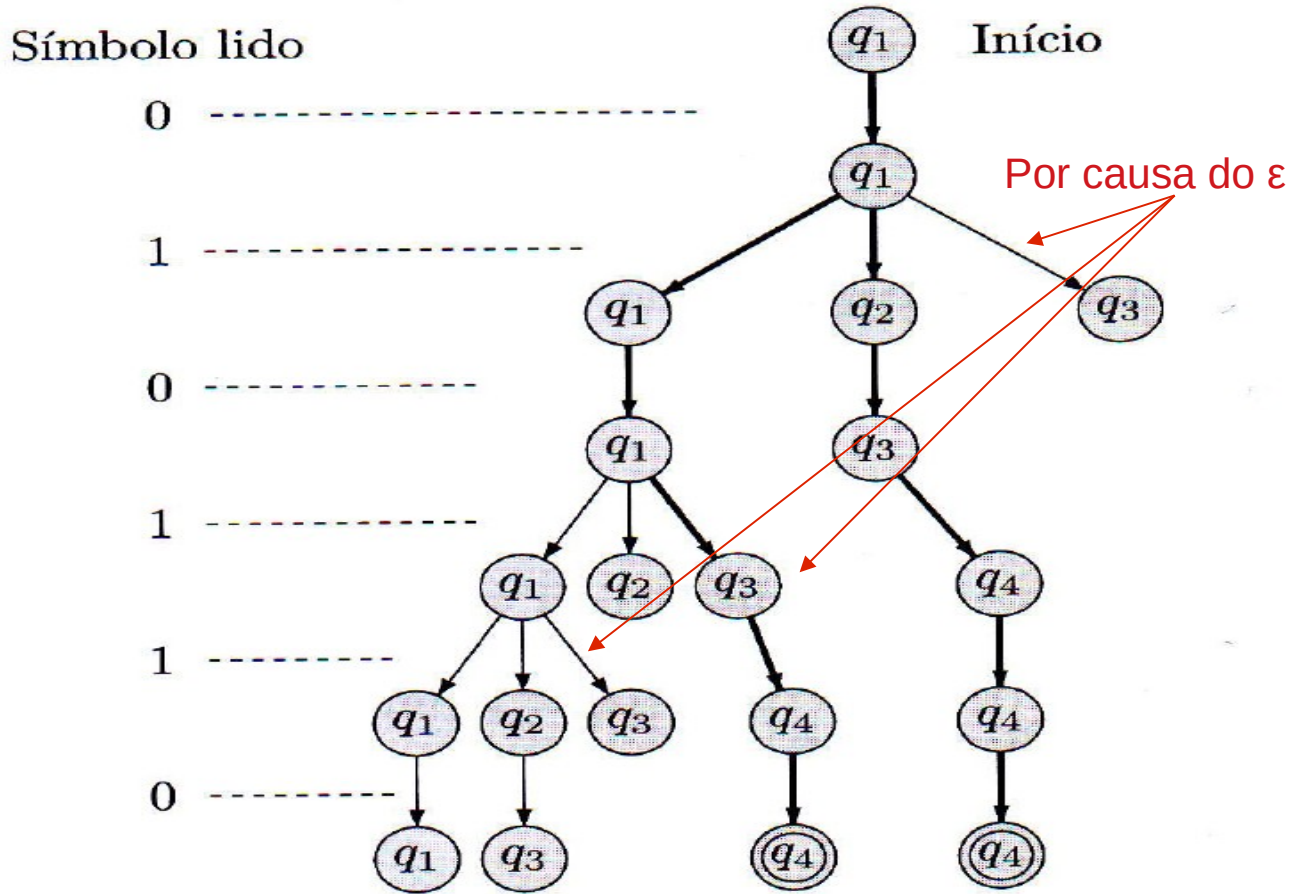 Símbolo lido q1 Início
0
q1
Por causa do ε
1
q1 q2 q3
0
q1 q3
1
q1 q2 q3 q4
1
q1 q2 q3 q4 q4
0
q1 q3 q4 q4